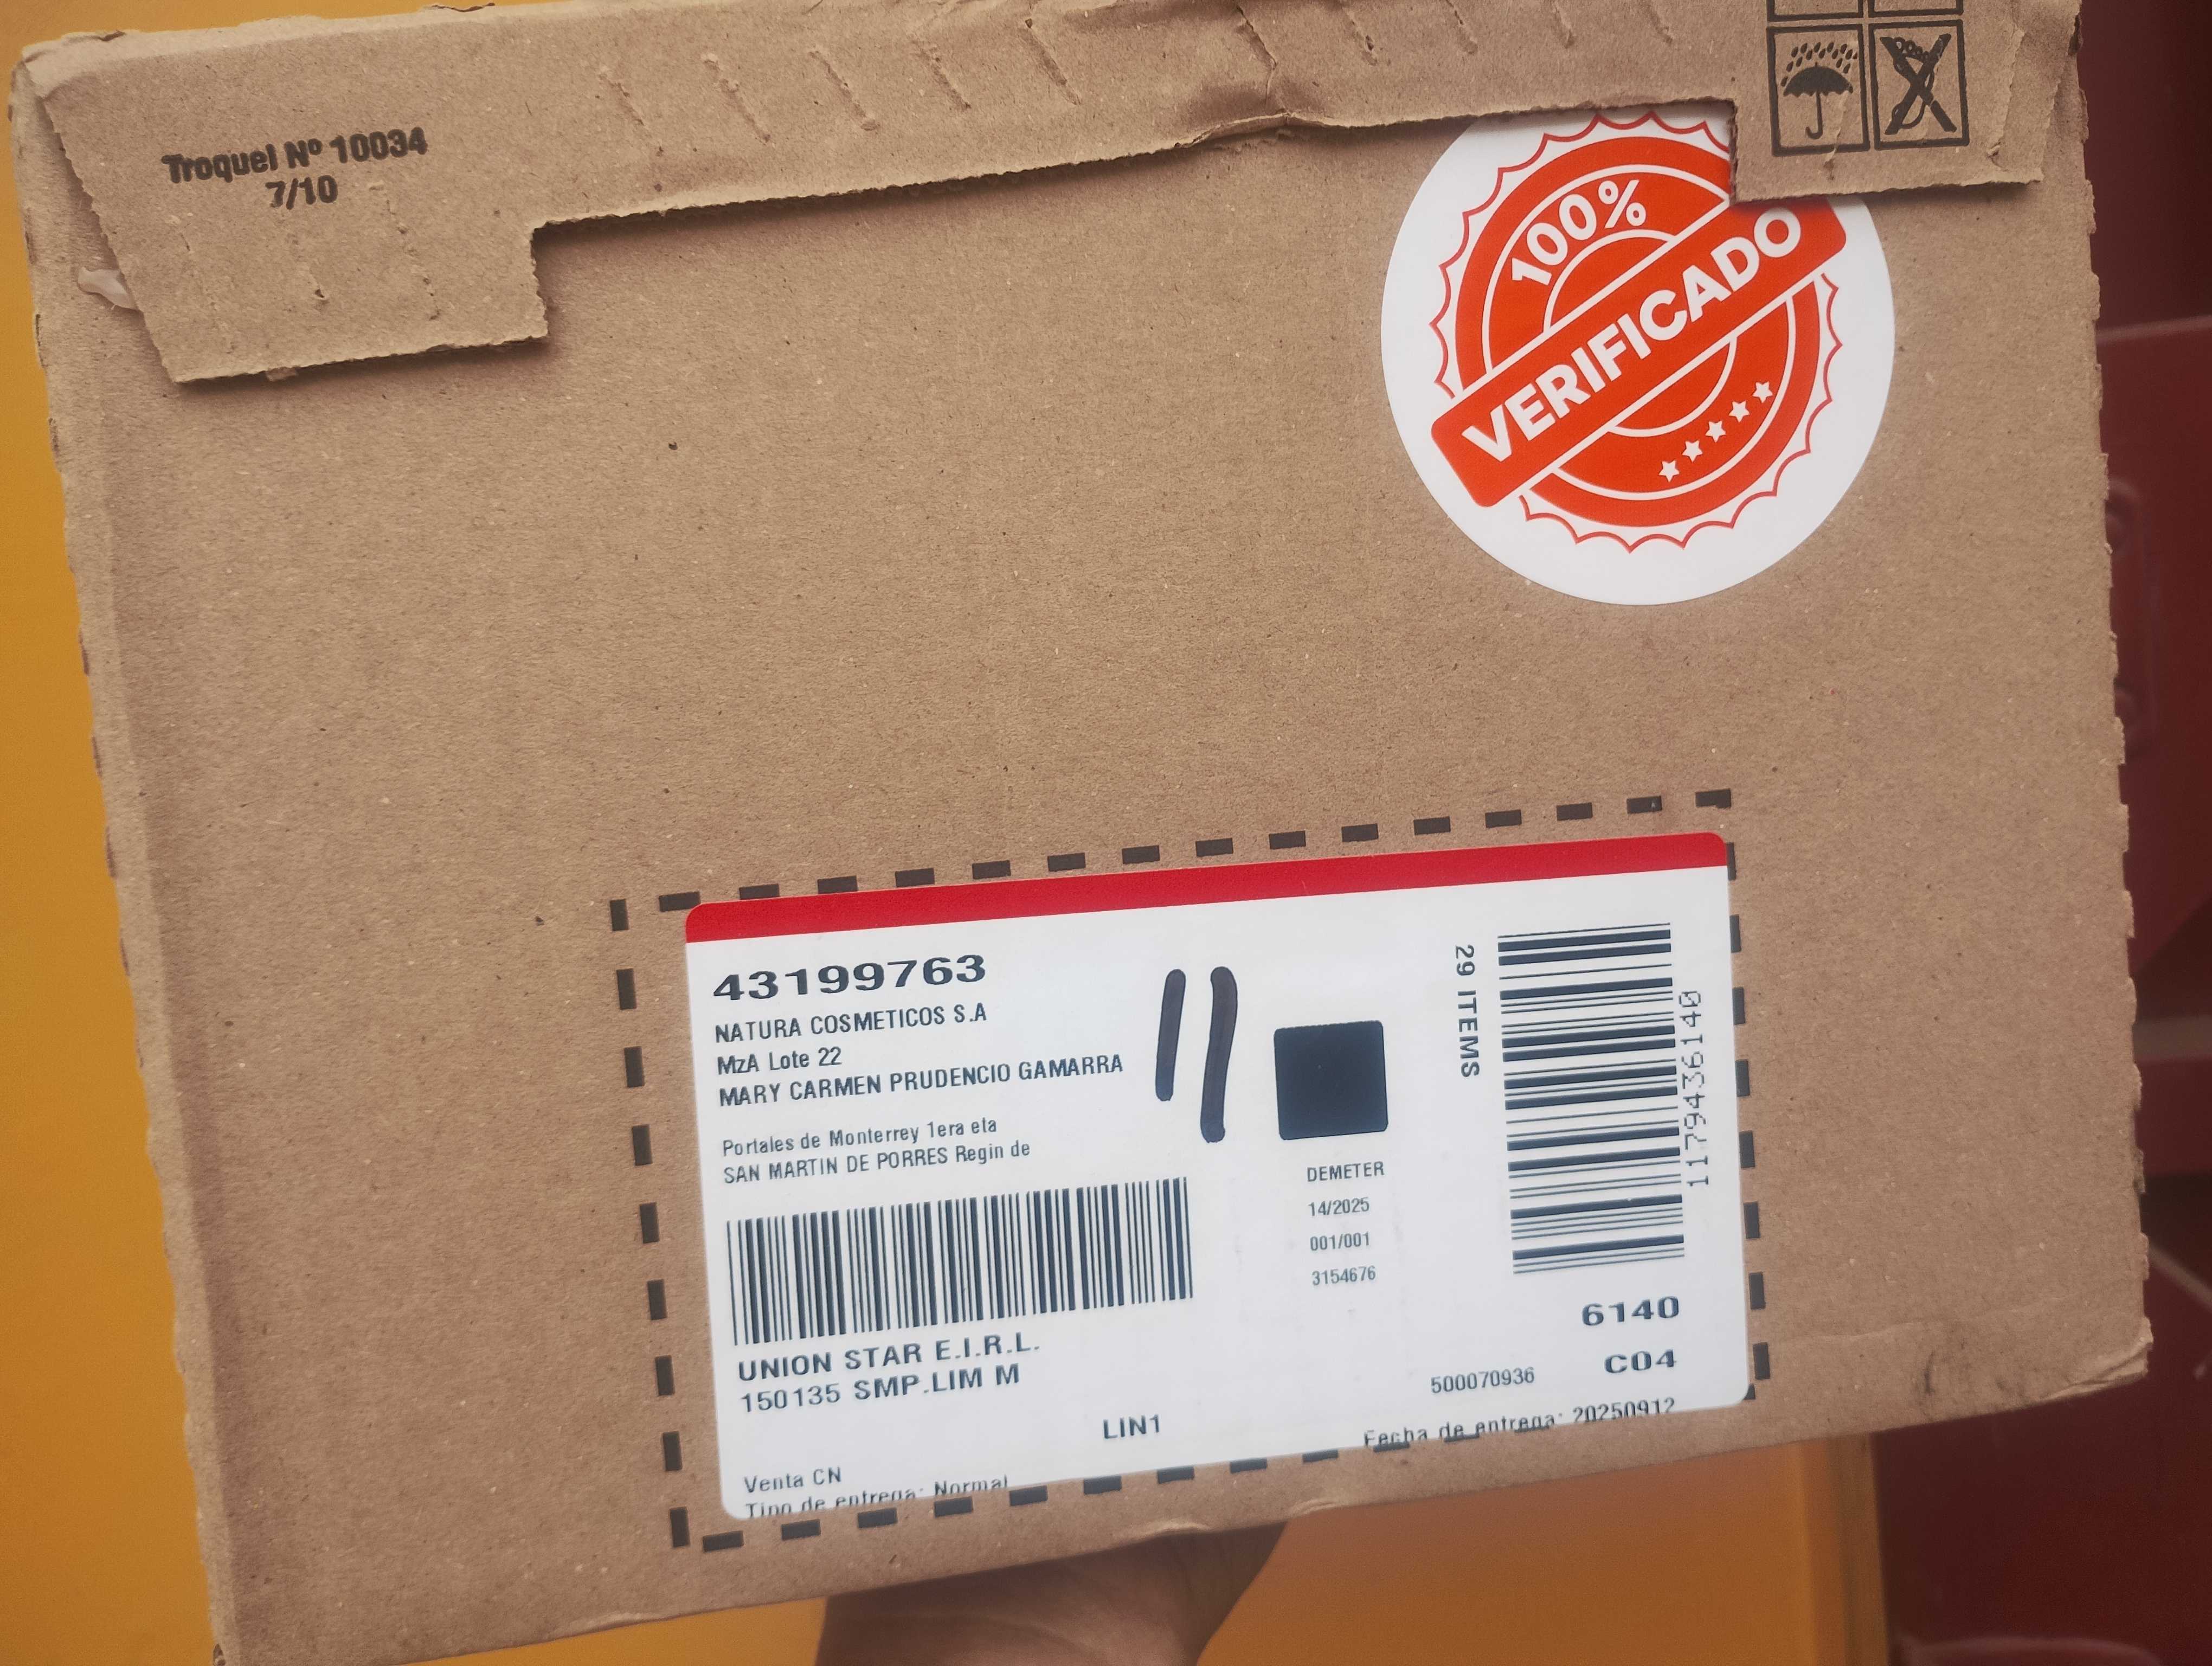 Troquel Nº 10034
7/10
100%
VERIFICADO
43199763
NATURA COSMETICOS S.A
MzA Lote 22
MARY CARMEN PRUDENCIO GAMARRA
Portales de Monterrey 1era eta
SAN MARTIN DE PORRES Regin de
UNION STAR E.I.R.L.
150135 SMP.LIM M
LIN1
Venta CN
Tipo de entrega: Normal
11
DEMETER
14/2025
001/001
3154676
29 ITEMS
1179436140
6140
C04
500070936
Fecha de entrega: 20250912